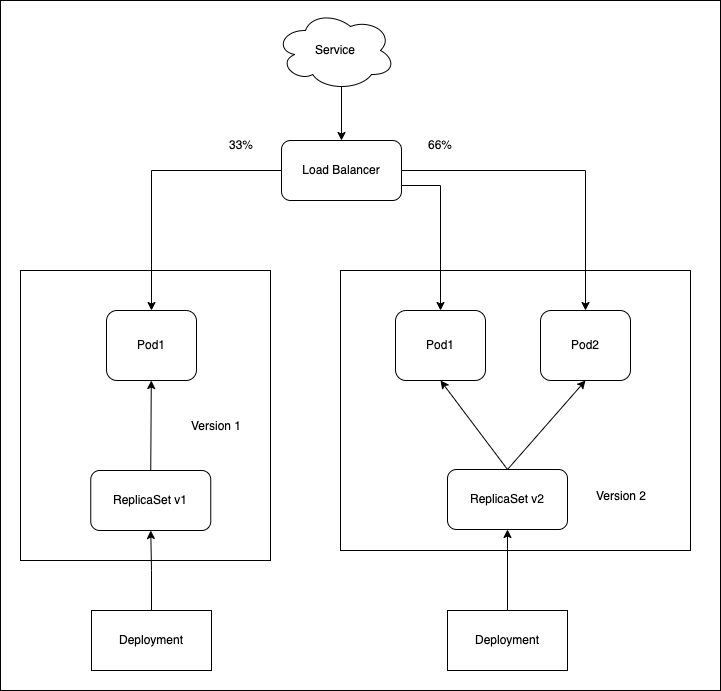 Service
33%
66%
Load Balancer
Pod1
Pod1
Pod2
Version 1
ReplicaSet v1
ReplicaSet v2
Version 2
Deployment
Deployment